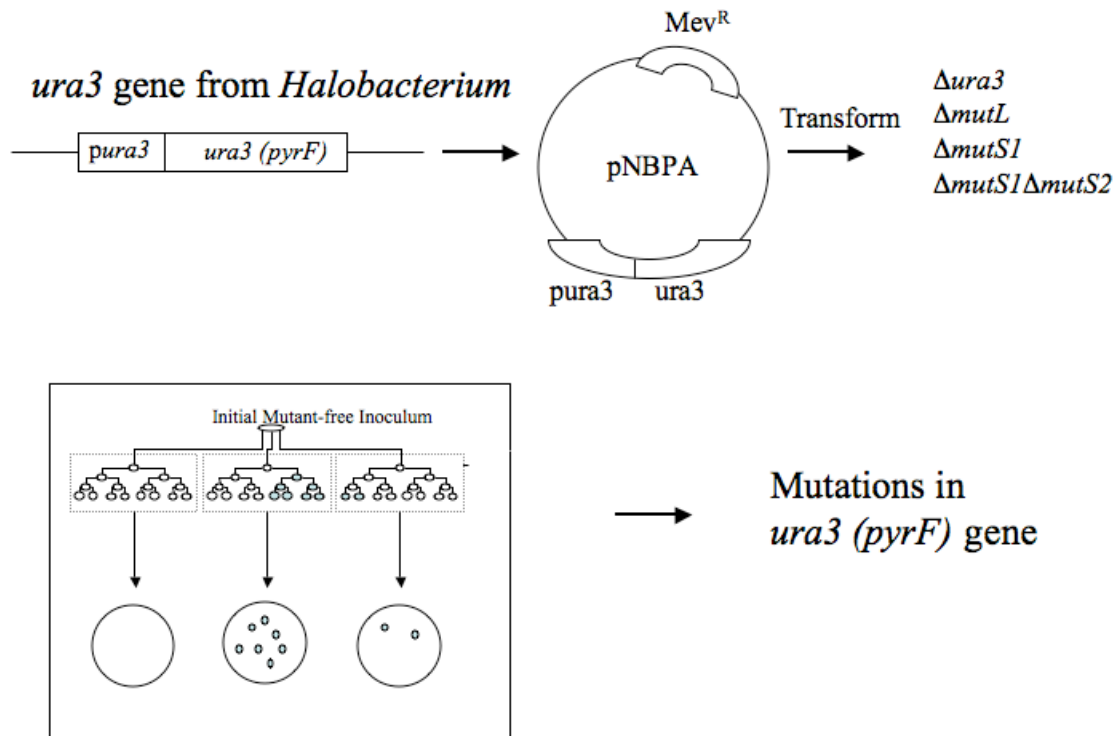 Mev^R
ura3 gene from Halobacterium
pura3 ura3 (pyrF)
pNBPA
Transform
Δura3
ΔmutL
ΔmutS1
ΔmutS1ΔmutS2
pura3 ura3
Initial Mutant-free Inoculum
Mutations in
ura3 (pyrF) gene